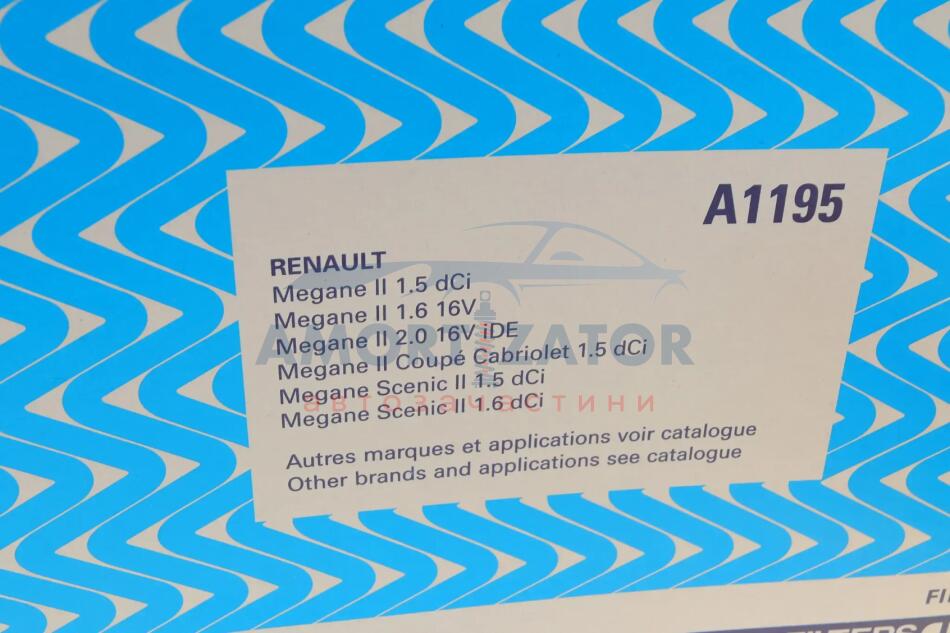 A1195
RENAULT
Megane II 1.5 dCi
Megane II 1.6 16V
Megane II 2.0 16V iDE
Megane II Coupé Cabriolet 1.5 dCi
Megane Scenic II 1.5 dCi
Megane Scenic II 1.6 dCi
AMORTIZATOR
автозачастини
Autres marques et applications voir catalogue
Other brands and applications see catalogue